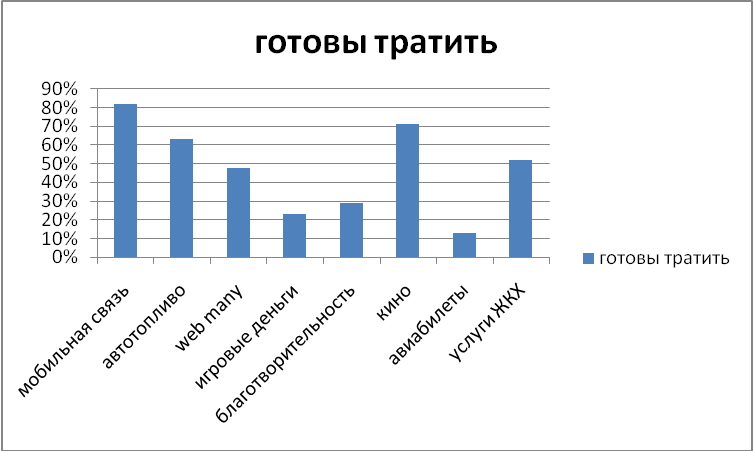 готовы тратить
90%
80%
70%
60%
50%
40%
30%
20%
10%
0%
мобильная связь
автотопливо
web many
игровые деньги
благотворительность
кино
авиабилеты
услуги ЖКХ
готовы тратить